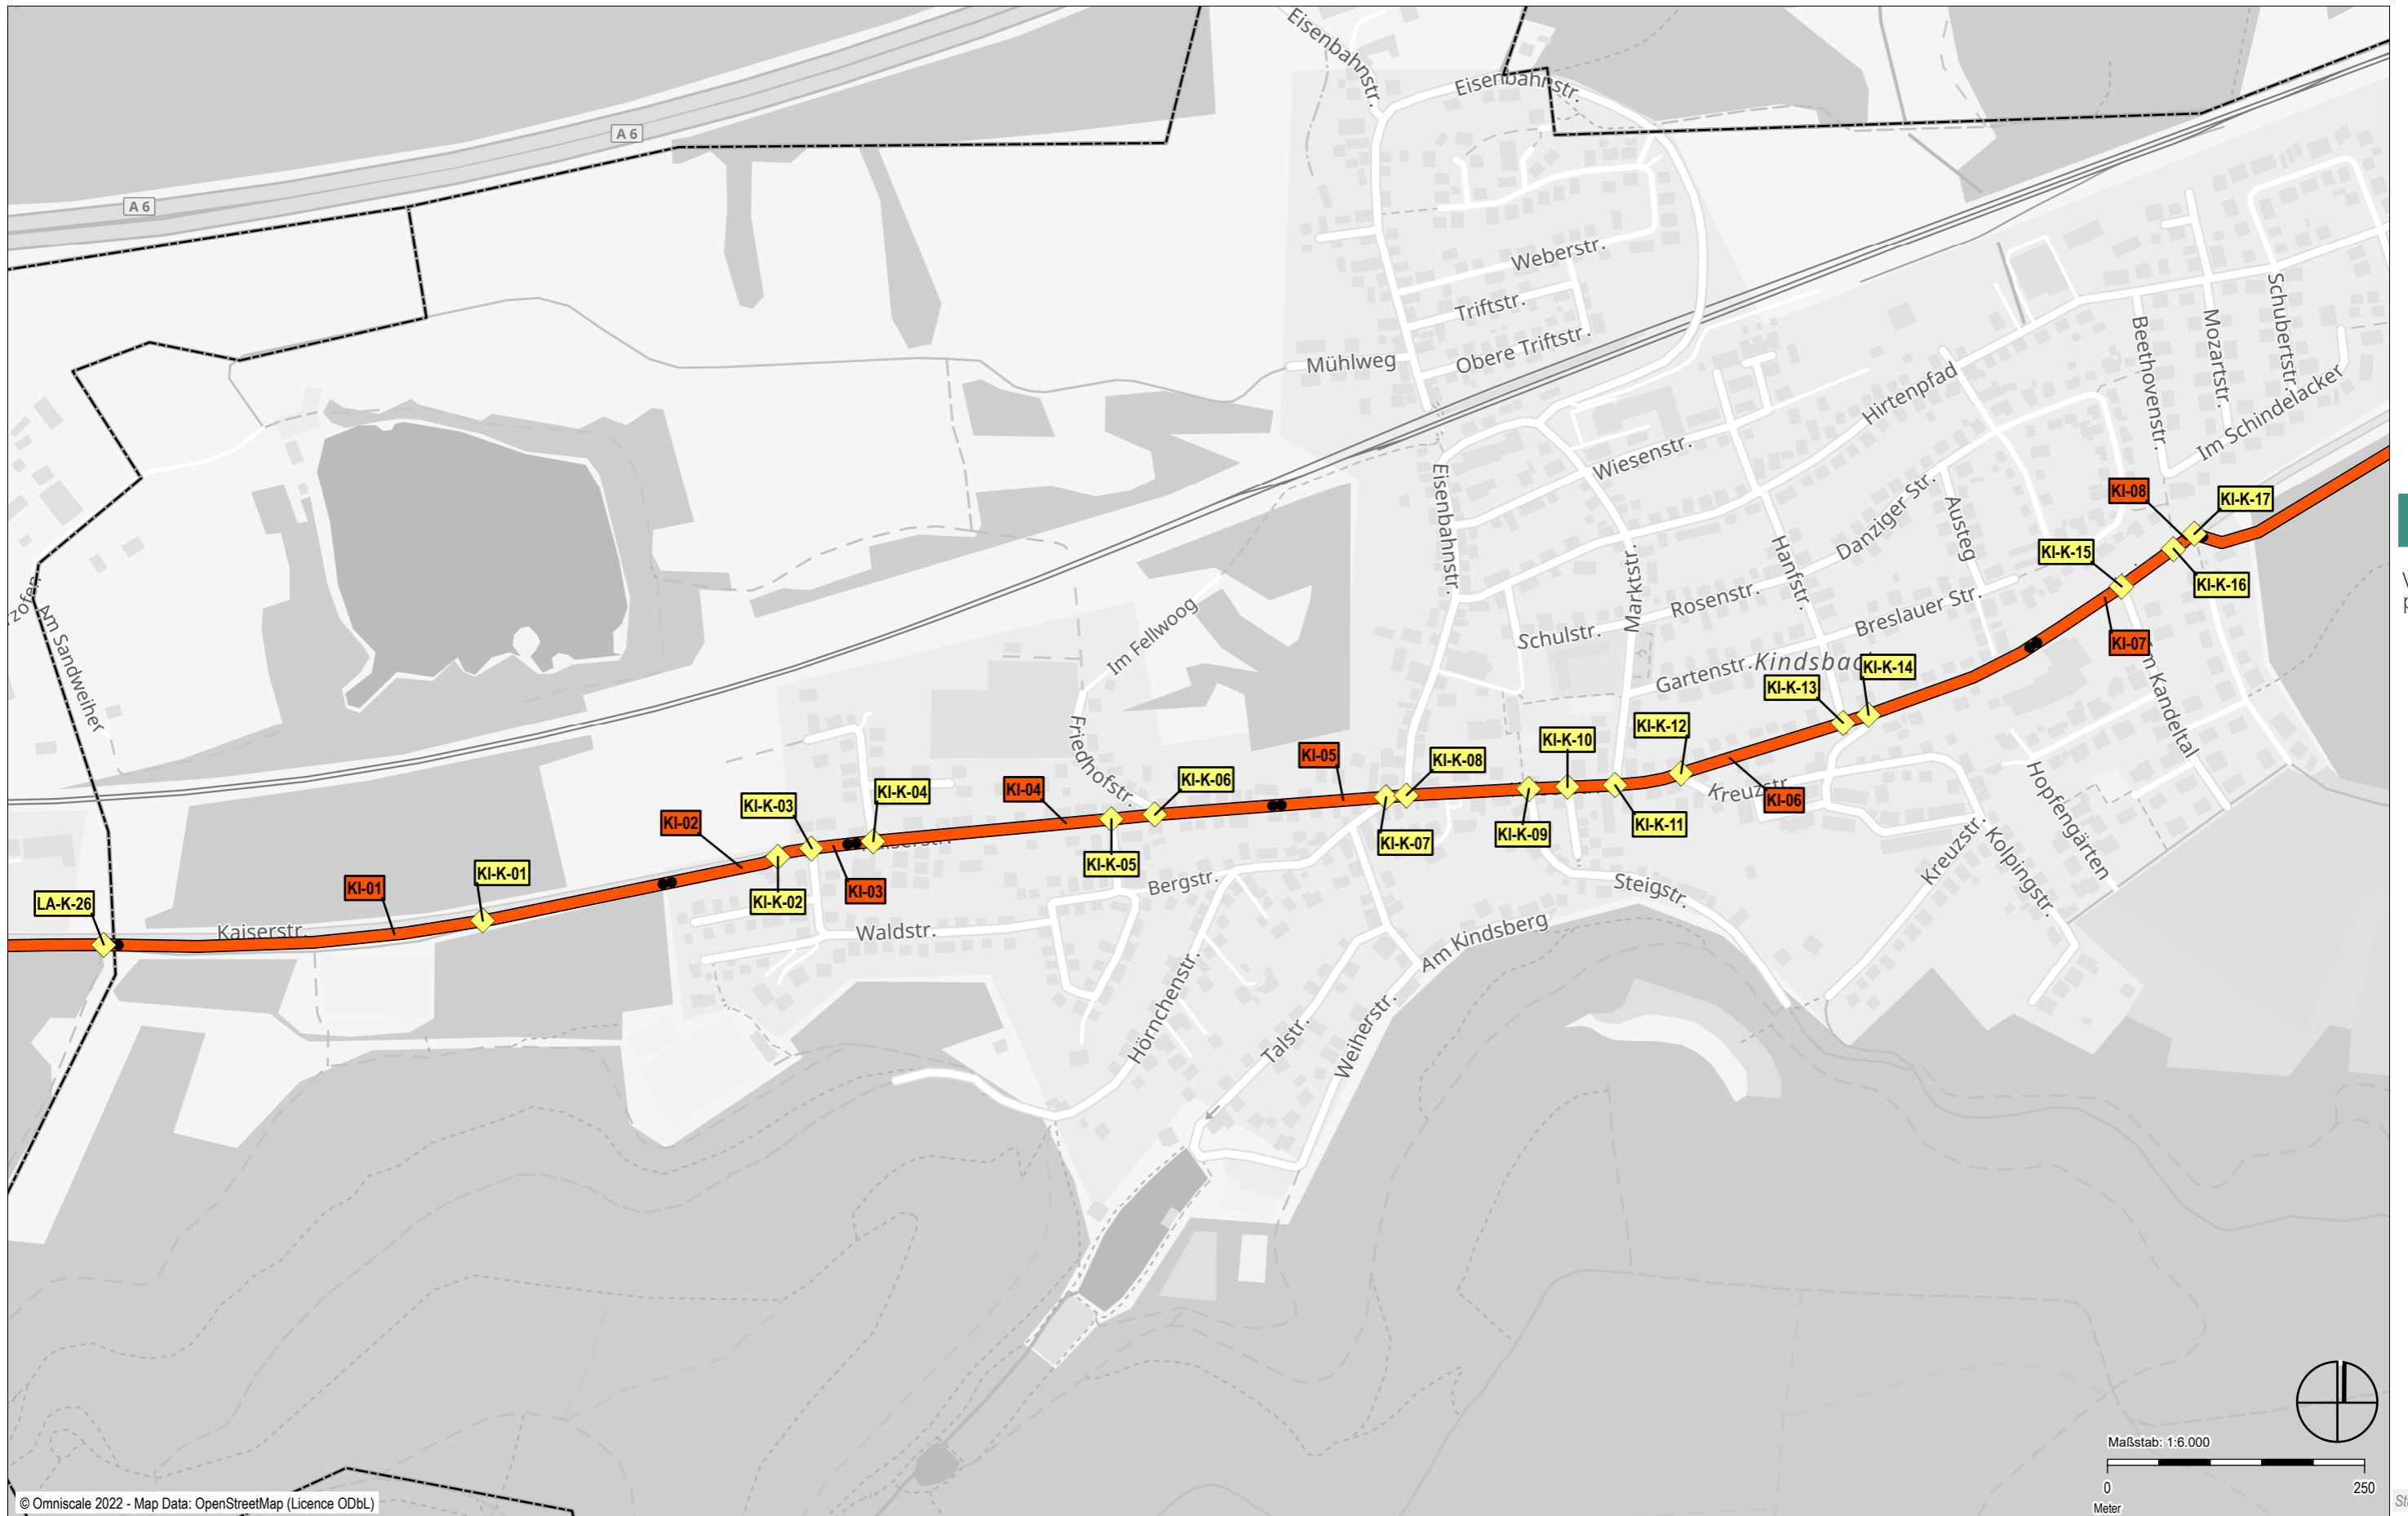 Eisenbahnstr.
Eisenbahnstr.
A 6
A 6
Weberstr.
Triftstr.
Obere Triftstr.
Mühlweg
Schubertstr.
Mozartstr.
Beethovenstr.
Im Schindelacker
Hirtenpfad
Wiesenstr.
Eisenbahnstr.
Danziger Str.
Austeg
Hanfstr.
Marktstr.
Rosenstr.
Schulstr.
Breslauer Str.
Gartenstr.
Im Fellwoog
Friedhofstr.
Am Sandweiher
KI-08
KI-K-17
KI-K-15
KI-K-16
KI-07
KI-K-14
KI-K-13
KI-K-12
KI-K-10
KI-K-08
KI-05
KI-K-06
KI-04
KI-K-04
KI-K-03
KI-02
KI-06
KI-K-11
KI-K-09
KI-K-07
KI-K-05
KI-03
KI-K-02
KI-K-01
KI-01
LA-K-26
Kaiserstr.
Waldstr.
Bergstr.
Hörnchenstr.
Talstr.
Weiherstr.
Am Kindsberg
Steigstr.
Kreuzstr.
Kolpingstr.
Hopfengärten
Maßstab: 1:6.000
0
250
Meter
© Omniscale 2022 - Map Data: OpenStreetMap (Licence ODbL)